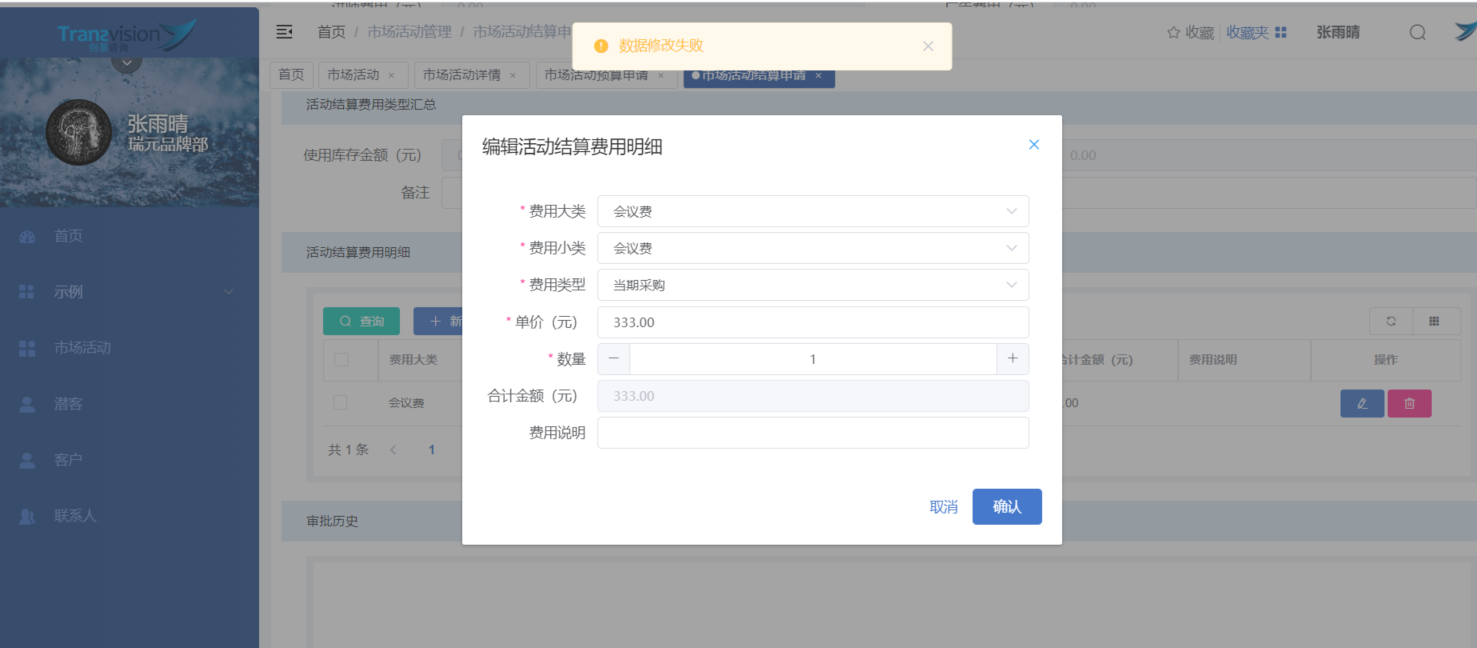 0.00 0.00
Tranzvision
创景咨询
首页 / 市场活动管理 / 市场活动结算申
数据修改失败
收藏 收藏夹 张雨晴
首页 市场活动 × 市场活动详情 × 市场活动预算申请 × 市场活动结算申请 ×
张雨晴
瑞元品牌部
首页
示例
市场活动
潜客
客户
联系人
活动结算费用类型汇总
使用库存金额（元） 0.00
备注
活动结算费用明细
查询 + 新
费用大类 合计金额（元） 费用说明 操作
会议费 .00
共 1 条 < 1
审批历史
编辑活动结算费用明细
* 费用大类 会议费
* 费用小类 会议费
* 费用类型 当期采购
* 单价（元） 333.00
* 数量 − 1 +
合计金额（元） 333.00
费用说明
取消 确认